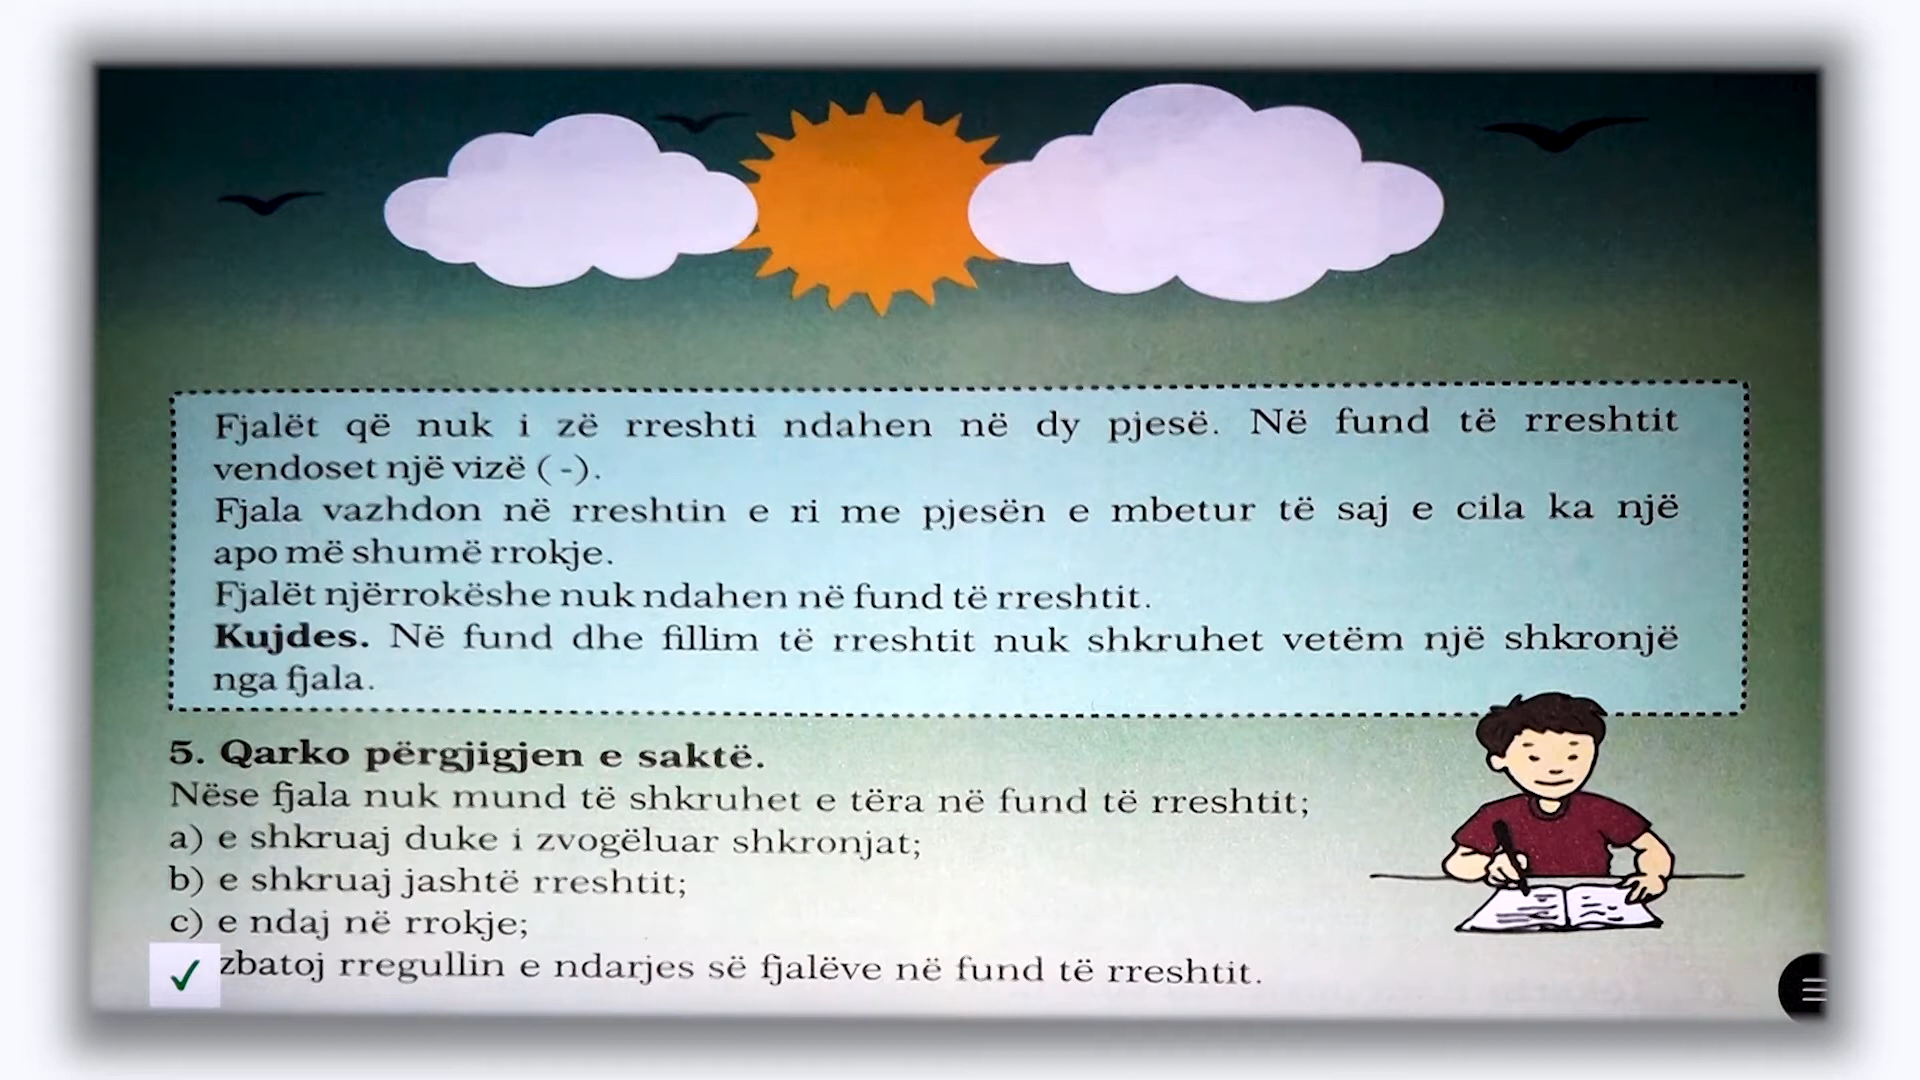 Fjalët që nuk i zë rreshti ndahen në dy pjesë. Në fund të rreshtit
vendoset një vizë ( -).
Fjala vazhdon në rreshtin e ri me pjesën e mbetur të saj e cila ka një
apo më shumë rrokje.
Fjalët njërrokëshe nuk ndahen në fund të rreshtit.
Kujdes. Në fund dhe fillim të rreshtit nuk shkruhet vetëm një shkronjë
nga fjala.
5. Qarko përgjigjen e saktë.
Nëse fjala nuk mund të shkruhet e tëra në fund të rreshtit;
a) e shkruaj duke i zvogëluar shkronjat;
b) e shkruaj jashtë rreshtit;
c) e ndaj në rrokje;
zbatoj rregullin e ndarjes së fjalëve në fund të rreshtit.